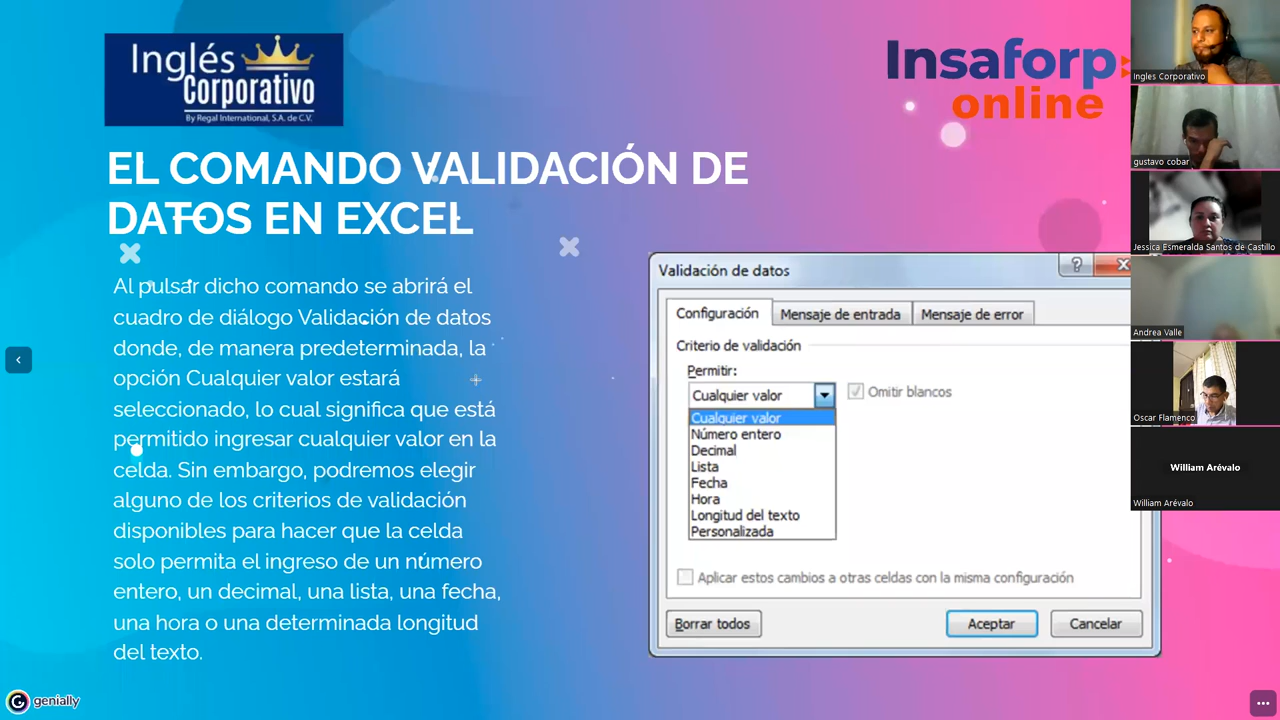 Inglés
Corporativo
By Regal International, S.A. de C.V.
Insaforp
online
EL COMANDO VALIDACIÓN DE
DATOS EN EXCEL
Al pulsar dicho comando se abrirá el
cuadro de diálogo Validación de datos
donde, de manera predeterminada, la
opción Cualquier valor estará
seleccionado, lo cual significa que está
permitido ingresar cualquier valor en la
celda. Sin embargo, podremos elegir
alguno de los criterios de validación
disponibles para hacer que la celda
solo permita el ingreso de un número
entero, un decimal, una lista, una fecha,
una hora o una determinada longitud
del texto.
Validación de datos
?
X
Configuración
Mensaje de entrada
Mensaje de error
Criterio de validación
Permitir:
Cualquier valor
Omitir blancos
Cualquier valor
Número entero
Decimal
Lista
Fecha
Hora
Longitud del texto
Personalizada
Aplicar estos cambios a otras celdas con la misma configuración
Borrar todos
Aceptar
Cancelar
Ingles Corporativo
gustavo cobar
Jessica Esmeralda Santos de Castillo
Andrea Valle
Oscar Flamenco
William Arévalo
William Arévalo
genially